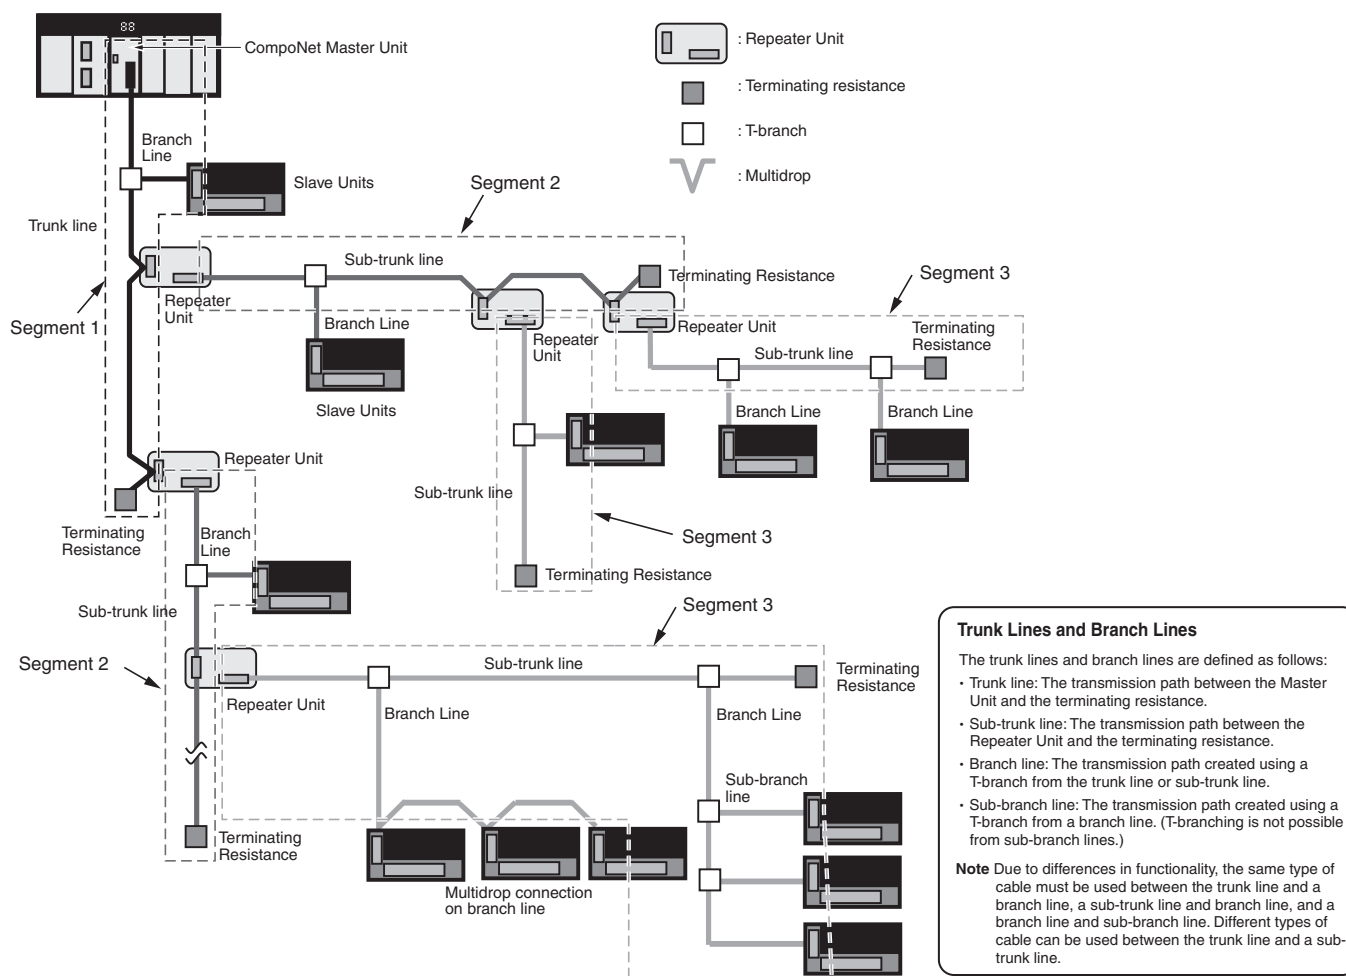 88
CompoNet Master Unit
: Repeater Unit
: Terminating resistance
: T-branch
: Multidrop
Branch
Line
Slave Units
Segment 2
Trunk line
Sub-trunk line
Terminating Resistance
Segment 3
Repeater
Unit
Segment 1
Branch Line
Repeater
Unit
Repeater Unit
Terminating
Resistance
Sub-trunk line
Slave Units
Branch Line
Branch Line
Repeater Unit
Sub-trunk line
Terminating
Resistance
Branch
Line
Segment 3
Terminating Resistance
Sub-trunk line
Segment 3
Segment 2
Sub-trunk line
Terminating
Resistance
Repeater Unit
Branch Line
Branch Line
Sub-branch
line
Terminating
Resistance
Multidrop connection
on branch line
Trunk Lines and Branch Lines
The trunk lines and branch lines are defined as follows:
· Trunk line: The transmission path between the Master
Unit and the terminating resistance.
· Sub-trunk line: The transmission path between the
Repeater Unit and the terminating resistance.
· Branch line: The transmission path created using a
T-branch from the trunk line or sub-trunk line.
· Sub-branch line: The transmission path created using a
T-branch from a branch line. (T-branching is not possible
from sub-branch lines.)
Note Due to differences in functionality, the same type of
cable must be used between the trunk line and a
branch line, a sub-trunk line and branch line, and a
branch line and sub-branch line. Different types of
cable can be used between the trunk line and a sub-
trunk line.